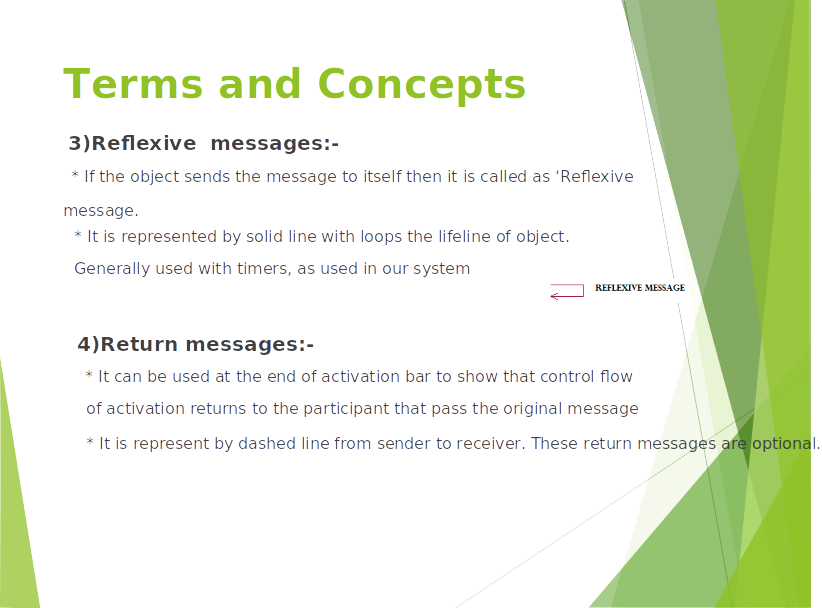 Terms and Concepts
3)Reflexive messages:-
* If the object sends the message to itself then it is called as ‘Reflexive
message.
* It is represented by solid line with loops the lifeline of object.
Generally used with timers, as used in our system
REFLEXIVE MESSAGE
4)Return messages:-
* It can be used at the end of activation bar to show that control flow
of activation returns to the participant that pass the original message
* It is represent by dashed line from sender to receiver. These return messages are optional.